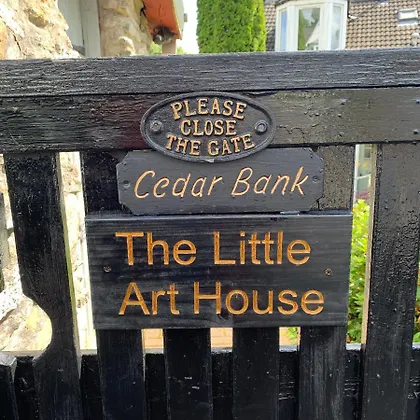 PLEASE
CLOSE
THE GATE
Cedar Bank
The Little
Art House